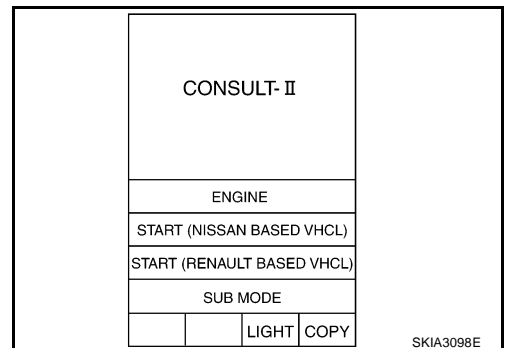 CONSULT-II
ENGINE
START (NISSAN BASED VHCL)
START (RENAULT BASED VHCL)
SUB MODE
LIGHT COPY
SKIA3098E